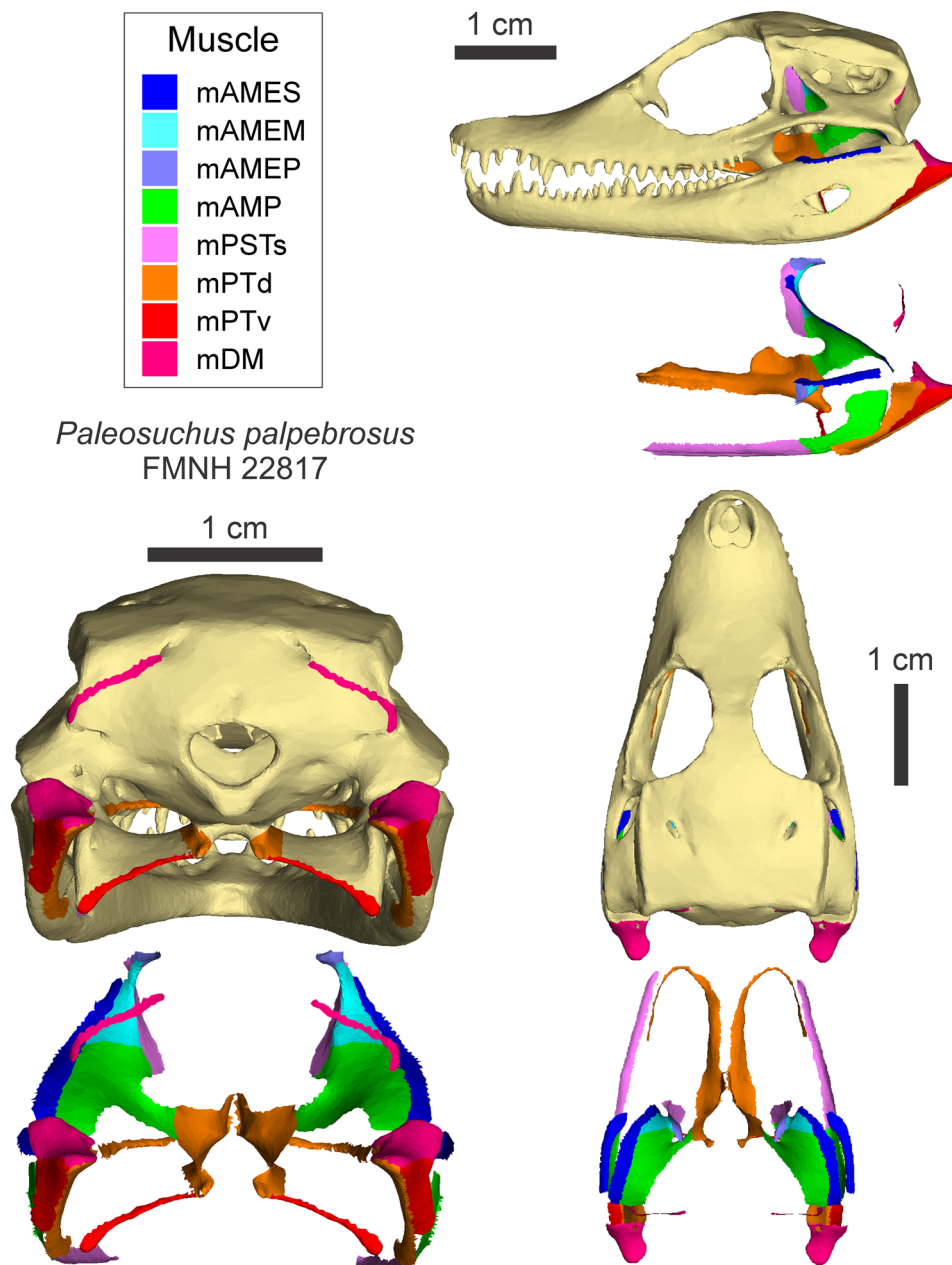 Muscle
mAMES
mAMEM
mAMEP
mAMP
mPSTs
mPTd
mPTv
mDM
1 cm
Paleosuchus palpebrosus
FMNH 22817
1 cm
1 cm